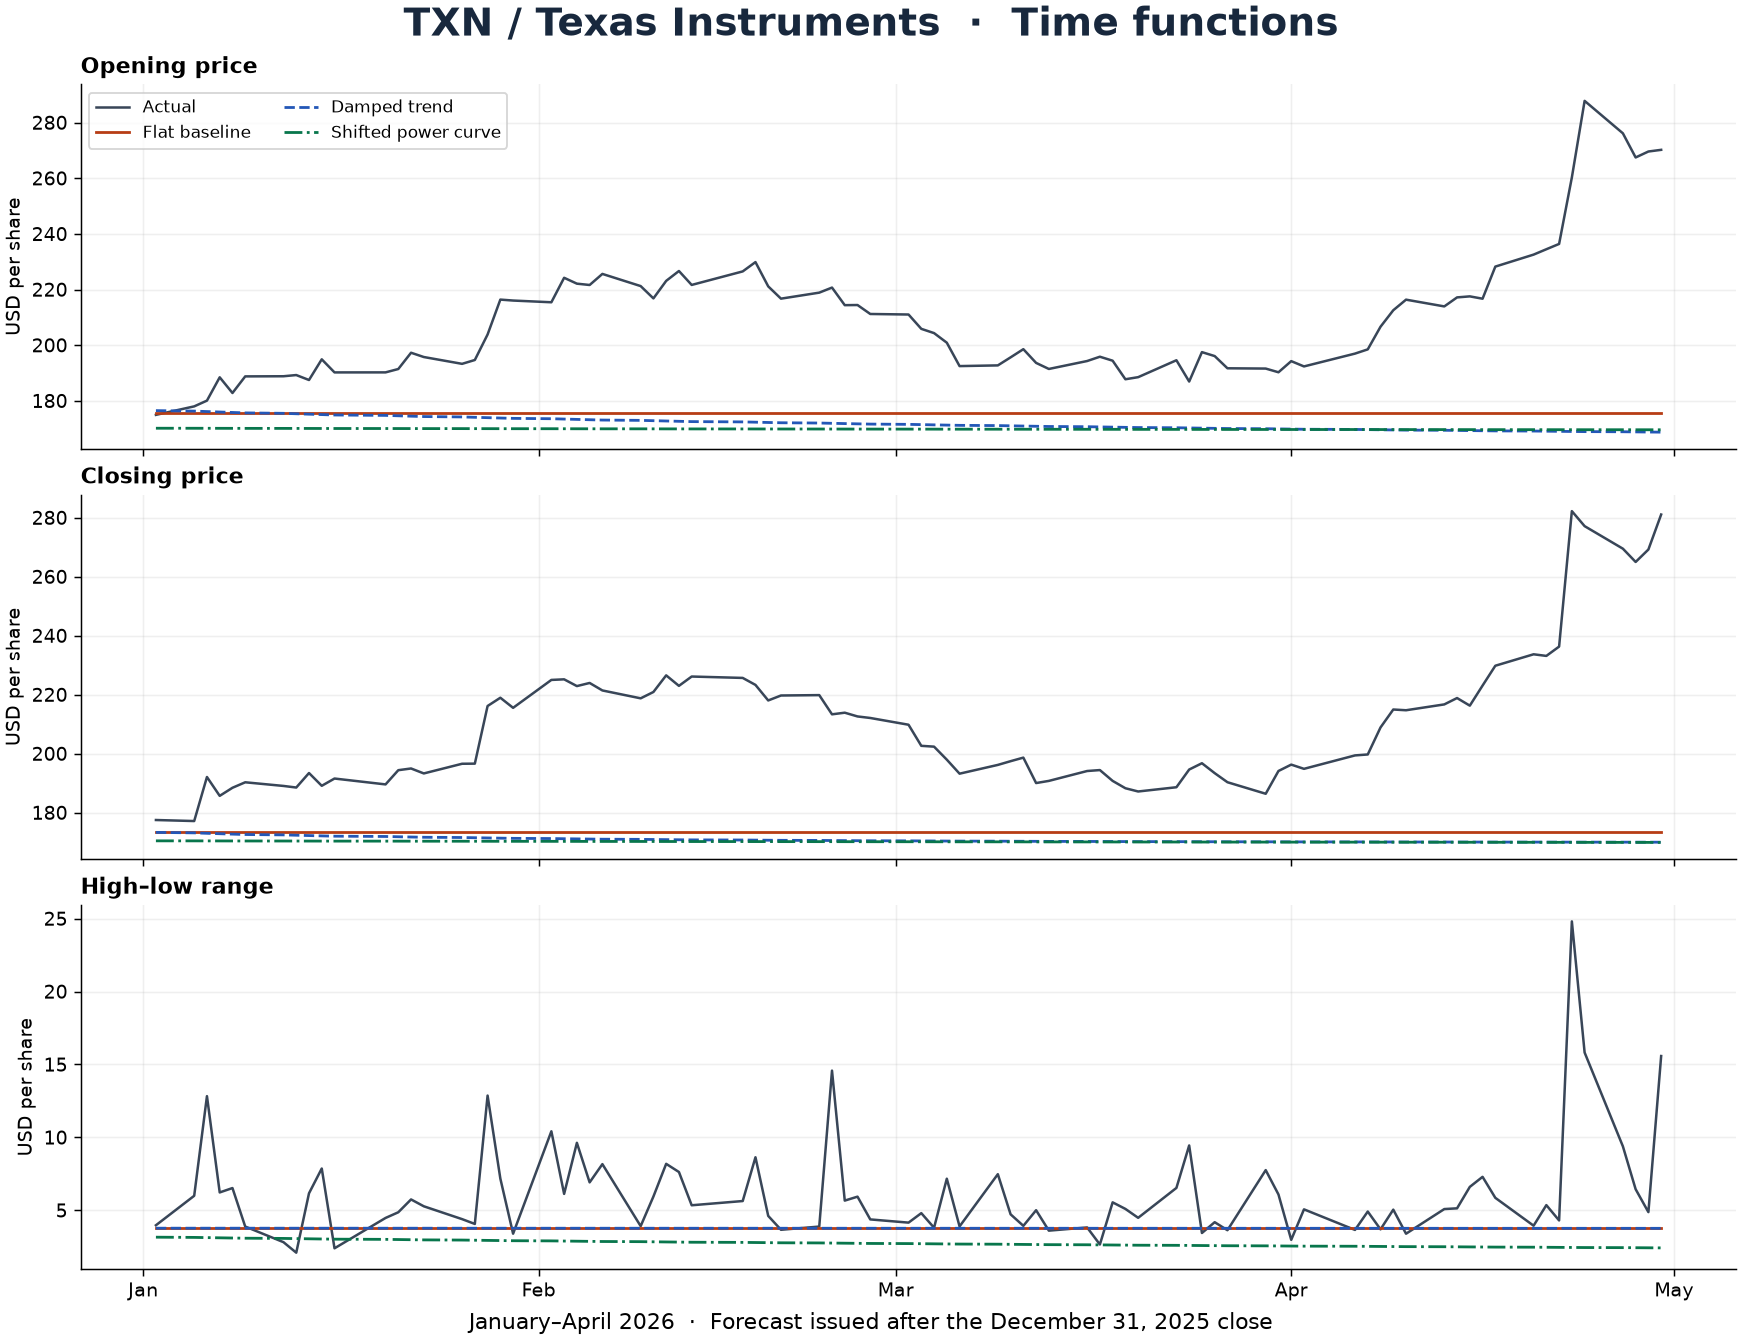 TXN / Texas Instruments · Time functions
Opening price
Actual
Flat baseline
Damped trend
Shifted power curve
USD per share
280
260
240
220
200
180
Closing price
USD per share
280
260
240
220
200
180
High–low range
USD per share
25
20
15
10
5
Jan
Feb
Mar
Apr
May
January–April 2026 · Forecast issued after the December 31, 2025 close